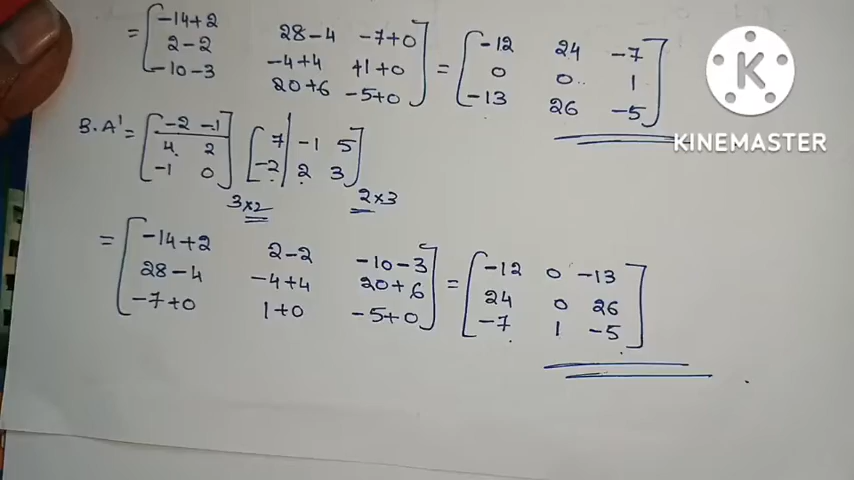 = [ -14+2 28-4 -7+0 ] = [ -12 24 -7 ]
2-2 -4+4 +1+0 0 0 1
-10-3 20+6 -5+0 -13 26 -5
K
KINEMASTER
B.A' = [ -2 -1 ] [ 7 -1 5 ]
4 2 -2 2 3
-1 0
3x2 2x3
= [ -14+2 2-2 -10-3 ] = [ -12 0 -13 ]
28-4 -4+4 20+6 24 0 26
-7+0 1+0 -5+0 -7 1 -5